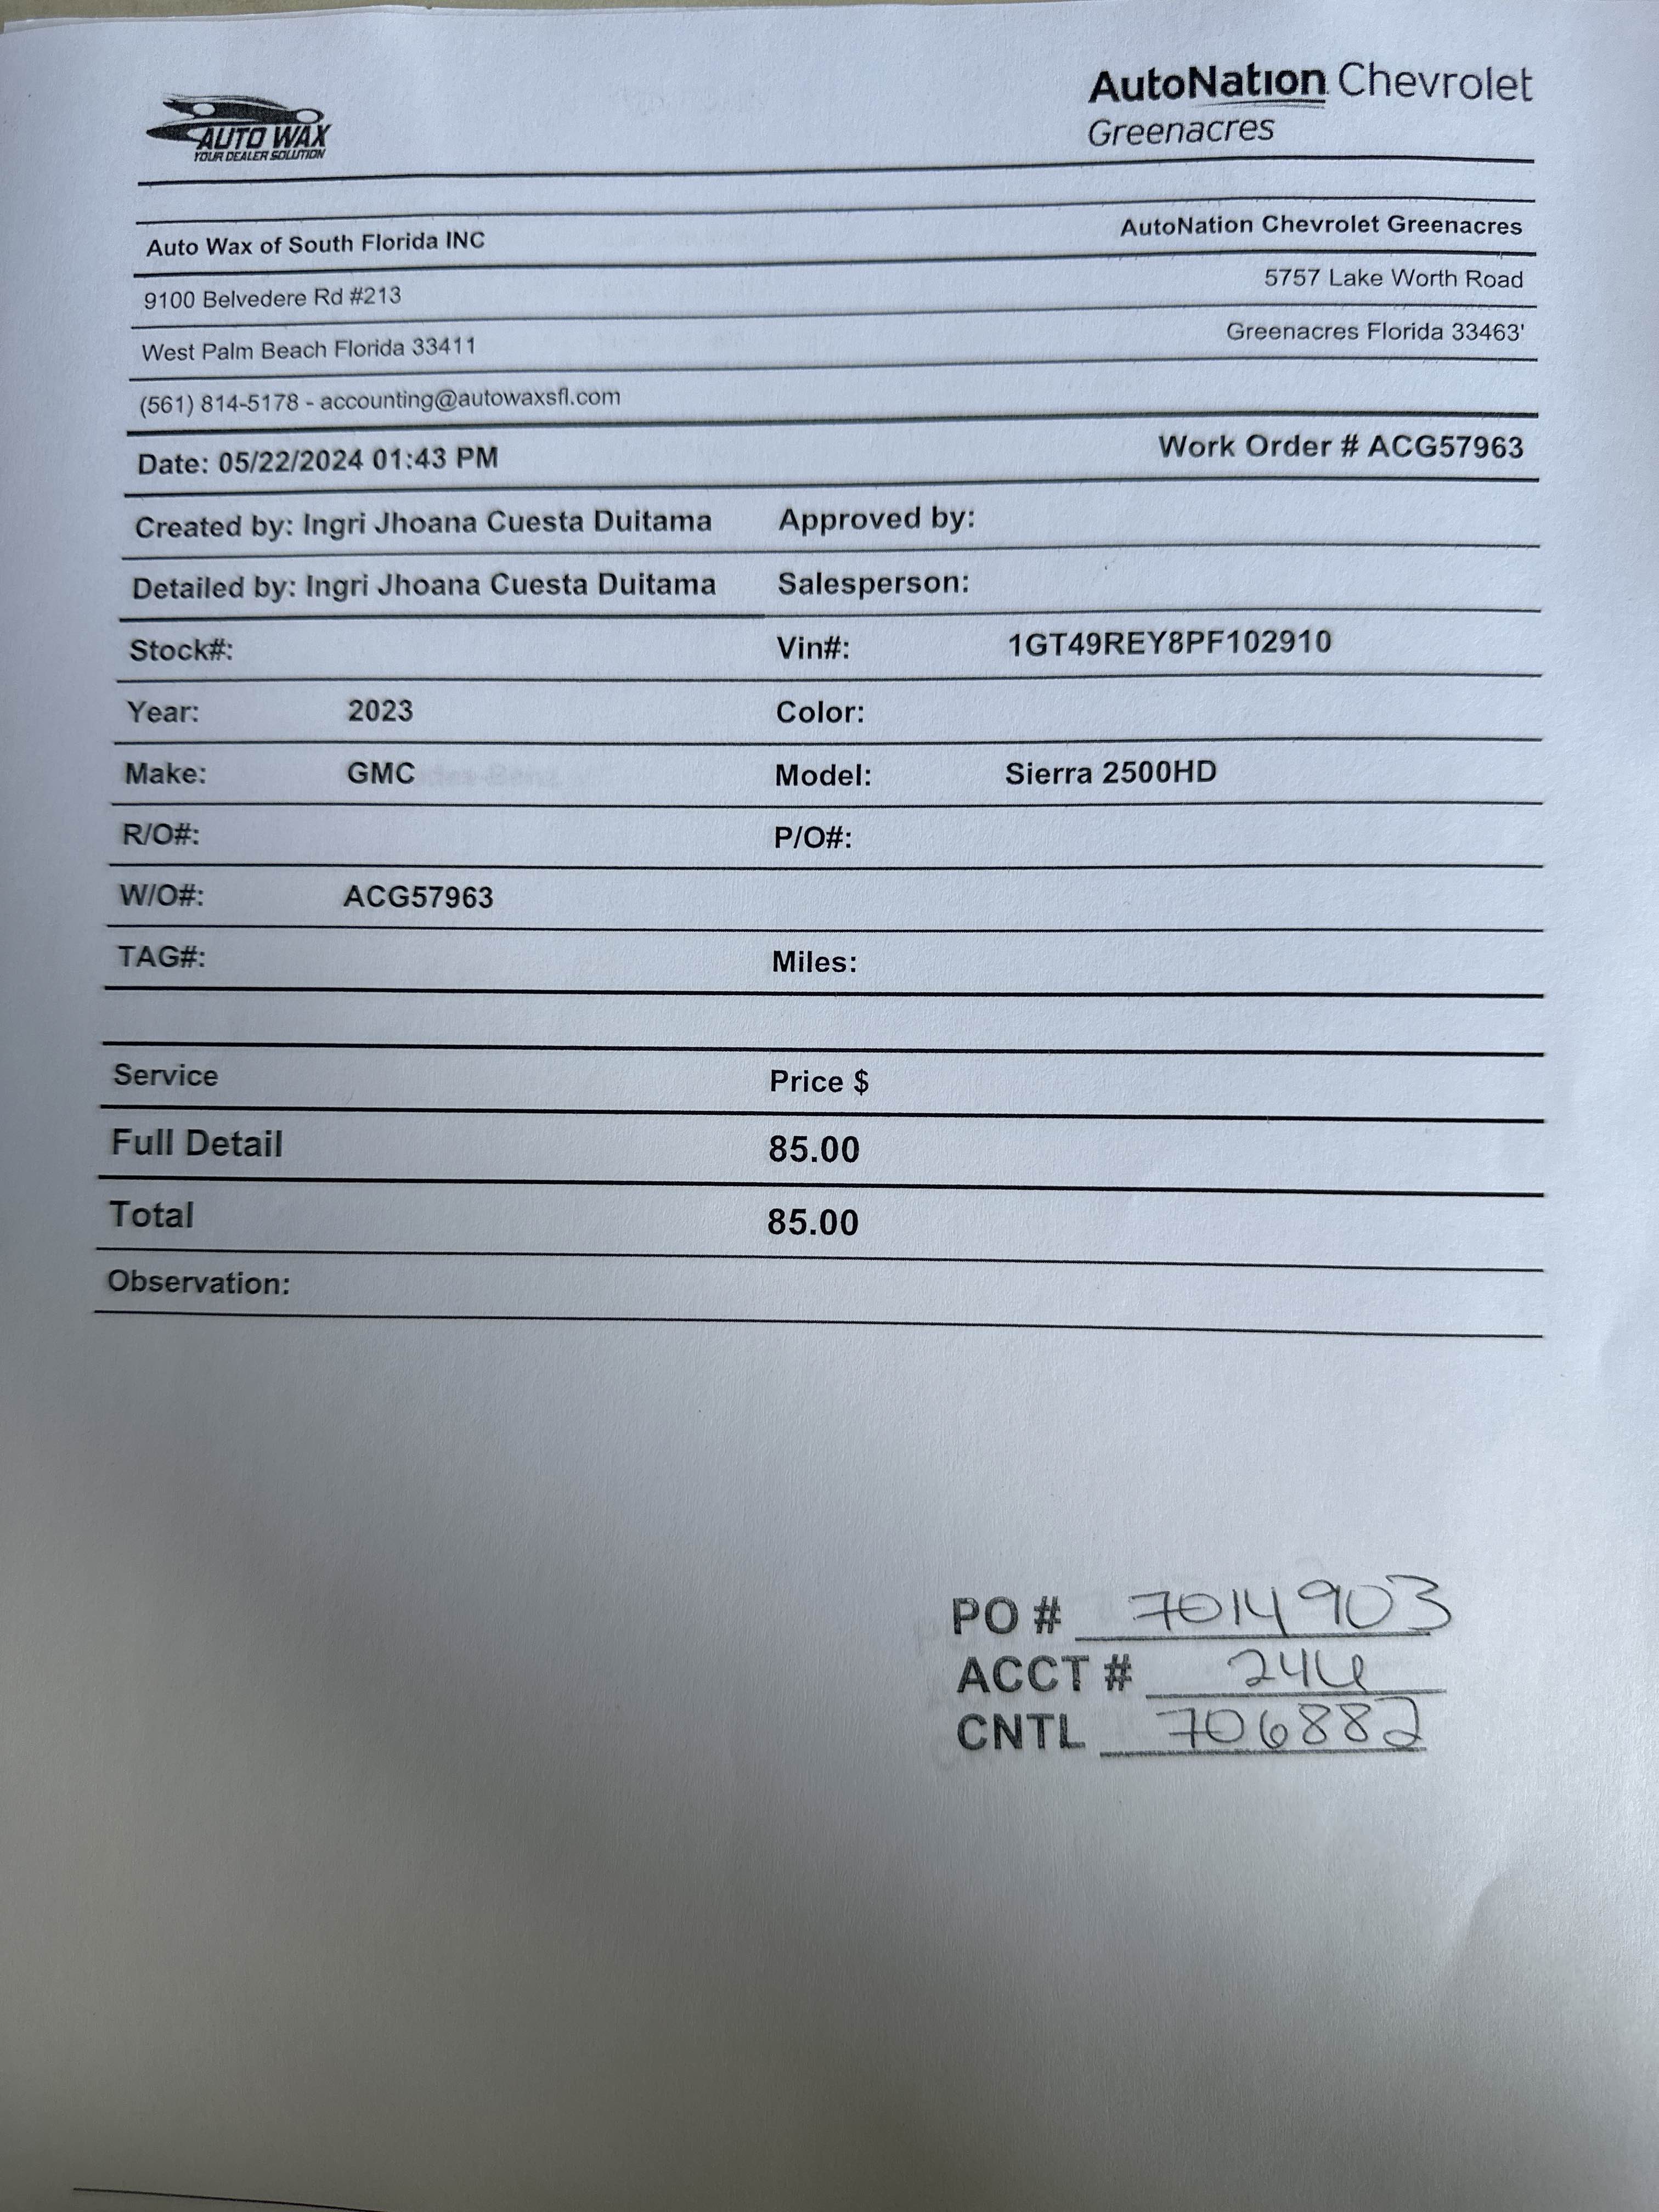 AUTO WAX
YOUR DEALER SOLUTION
AutoNation Chevrolet
Greenacres
Auto Wax of South Florida INC
AutoNation Chevrolet Greenacres
9100 Belvedere Rd #213
5757 Lake Worth Road
West Palm Beach Florida 33411
Greenacres Florida 33463'
(561) 814-5178 - accounting@autowaxsfl.com
Date: 05/22/2024 01:43 PM
Work Order # ACG57963
Created by: Ingri Jhoana Cuesta Duitama Approved by:
Detailed by: Ingri Jhoana Cuesta Duitama Salesperson:
Stock#: Vin#: 1GT49REY8PF102910
Year: 2023 Color:
Make: GMC Model: Sierra 2500HD
R/O#: P/O#:
W/O#: ACG57963
TAG#: Miles:
Service Price $
Full Detail 85.00
Total 85.00
Observation:
PO # 7014903
ACCT #
CNTL 706882